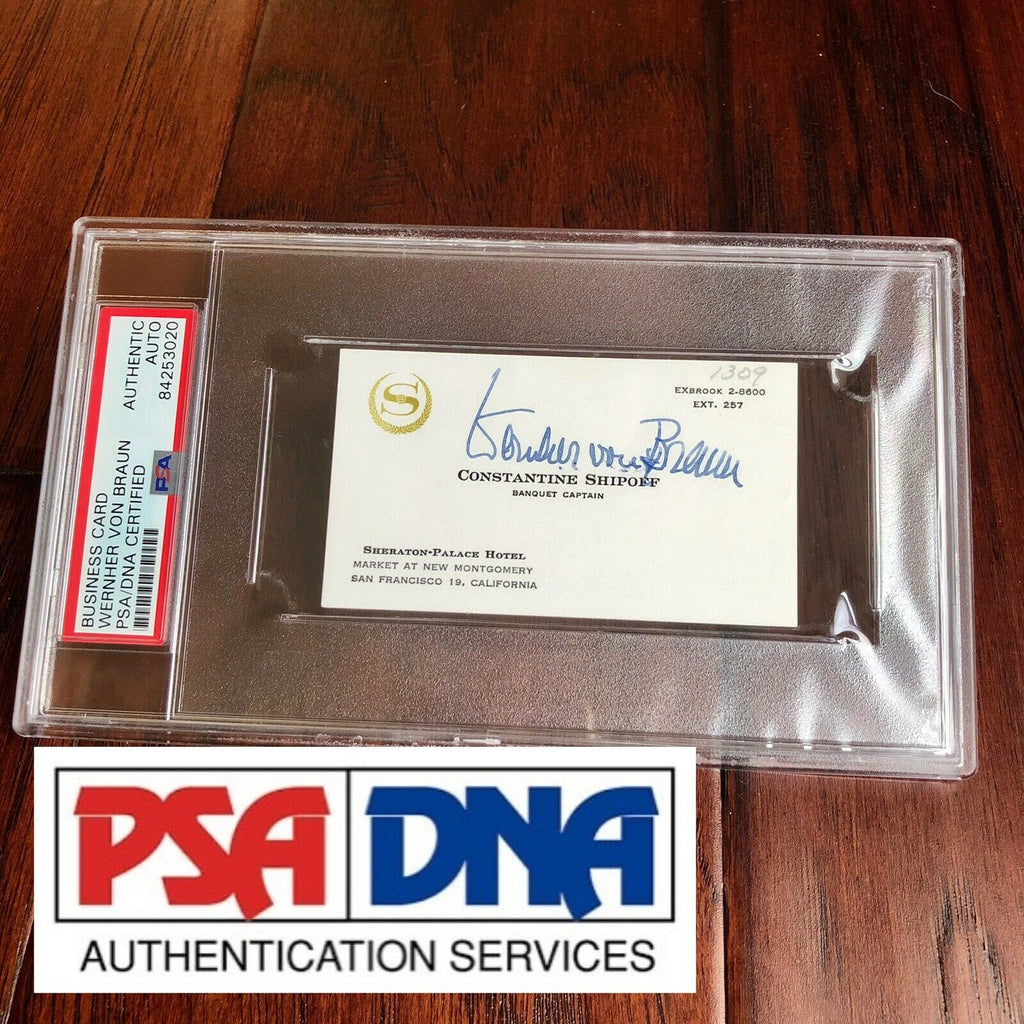 BUSINESS CARD
WERNHER VON BRAUN AUTHENTIC
PSA/DNA CERTIFIED AUTO
84253020
PSA
S
1309
EXBROOK 2-8600
EXT. 257
Wernher von Braun
CONSTANTINE SHIPOFF
BANQUET CAPTAIN
SHERATON-PALACE HOTEL
MARKET AT NEW MONTGOMERY
SAN FRANCISCO 19, CALIFORNIA
PSA DNA
AUTHENTICATION SERVICES